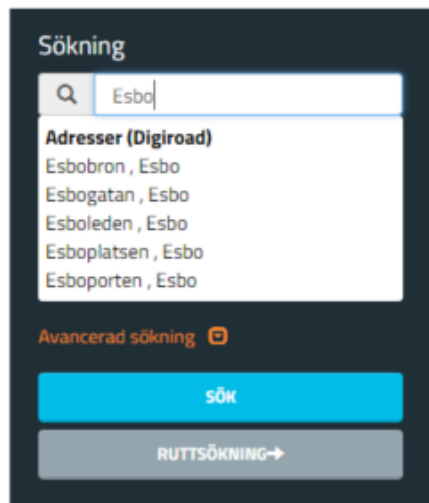 Sökning
Esbo
Adresser (Digiroad)
Esbobron , Esbo
Esbogatan , Esbo
Esboleden , Esbo
Esboplatsen , Esbo
Esboporten , Esbo
Avancerad sökning
SÖK
RUTTSÖKNING